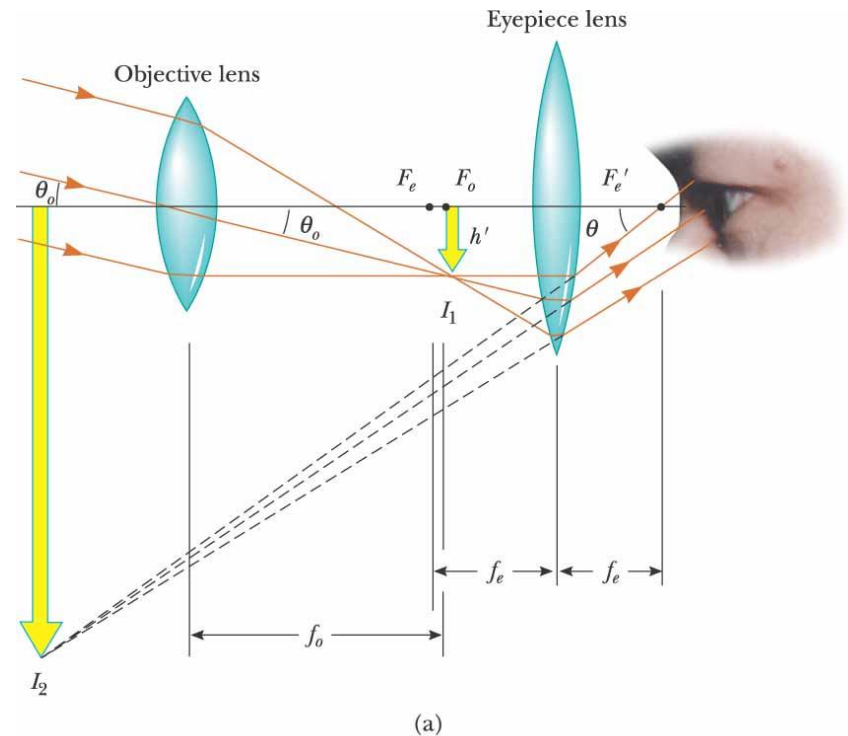 Eyepiece lens
Objective lens
θₒ
θₒ
Fₑ
Fₒ
h′
θ
Fₑ′
I₁
fₑ
fₑ
fₒ
I₂
(a)